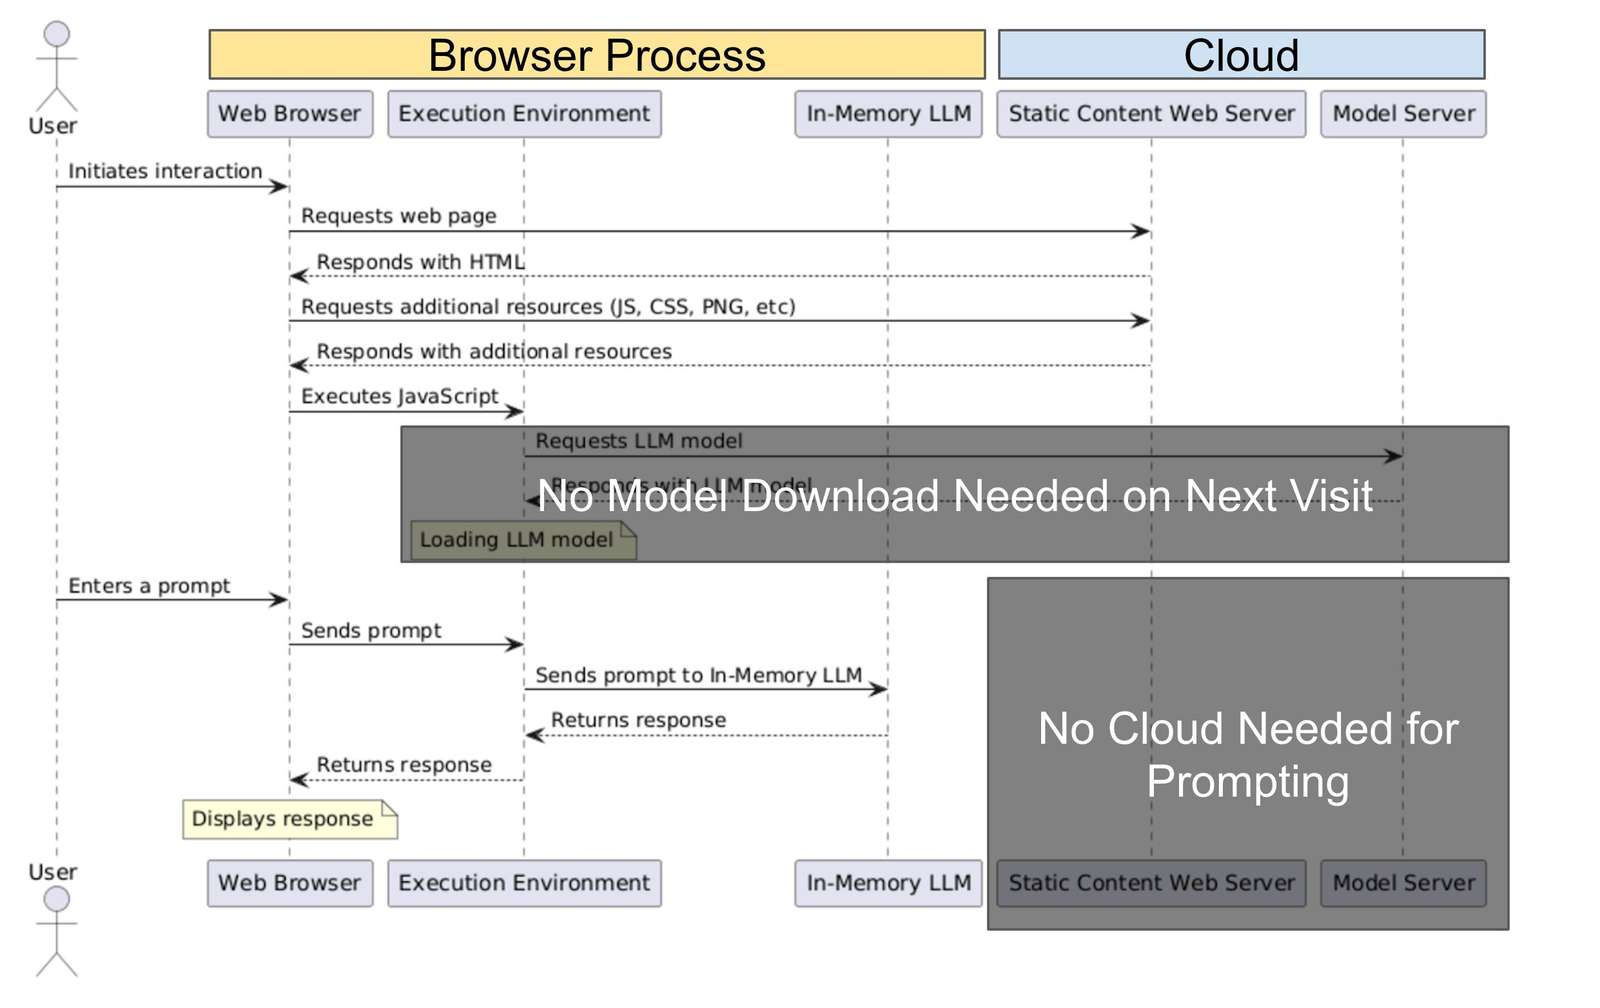 Browser Process
Cloud
User
Web Browser
Execution Environment
In-Memory LLM
Static Content Web Server
Model Server
Initiates interaction
Requests web page
Responds with HTML
Requests additional resources (JS, CSS, PNG, etc)
Responds with additional resources
Executes JavaScript
Requests LLM model
Responds with LLM model
No Model Download Needed on Next Visit
Loading LLM model
Enters a prompt
Sends prompt
Sends prompt to In-Memory LLM
Returns response
Returns response
No Cloud Needed for
Prompting
Displays response
User
Web Browser
Execution Environment
In-Memory LLM
Static Content Web Server
Model Server